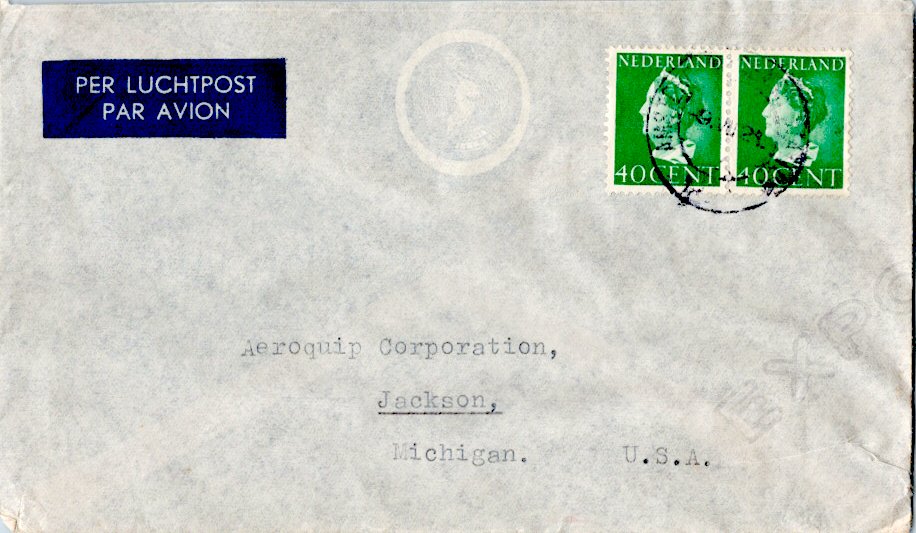 PER LUCHTPOST
PAR AVION
NEDERLAND NEDERLAND
40 CENT 40 CENT
Aeroquip Corporation,
Jackson,
Michigan. U.S.A.